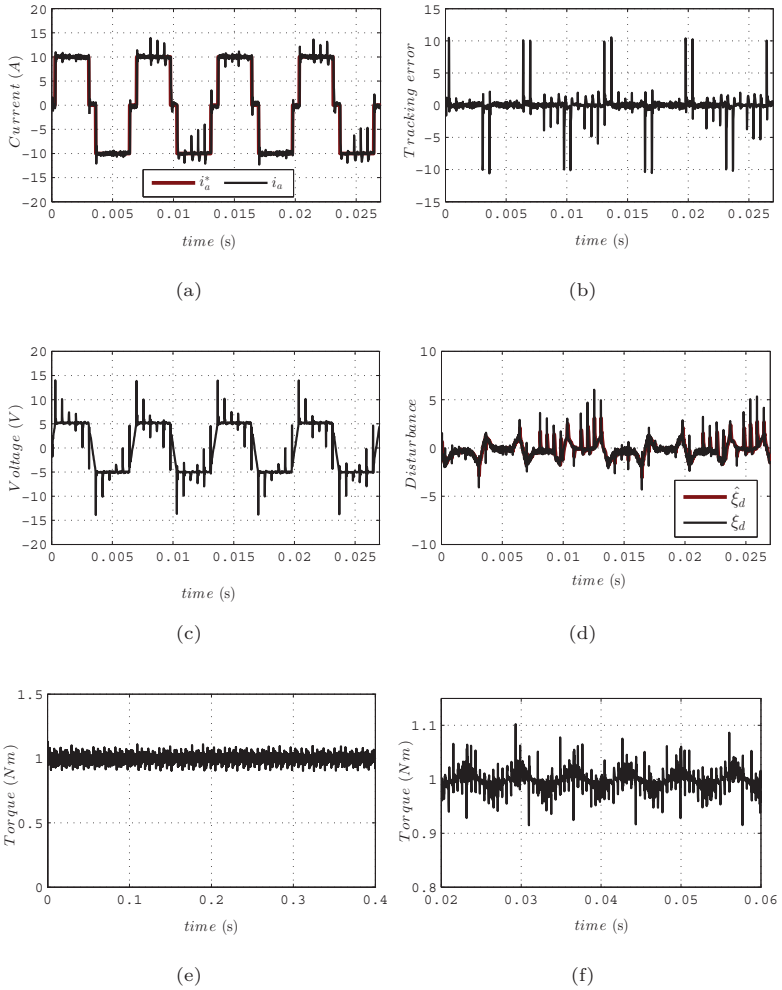 20
15
10
5
0
−5
−10
−15
−20
Current (A)
i*a
ia
0 0.005 0.01 0.015 0.02 0.025
time (s)
(a)
15
10
5
0
−5
−10
−15
Tracking error
0 0.005 0.01 0.015 0.02 0.025
time (s)
(b)
20
15
10
5
0
−5
−10
−15
−20
Voltage (V)
0 0.005 0.01 0.015 0.02 0.025
time (s)
(c)
10
5
0
−5
−10
Disturbance
ξ̂d
ξd
0 0.005 0.01 0.015 0.02 0.025
time (s)
(d)
1.5
1
0.5
0
Torque (Nm)
0 0.1 0.2 0.3 0.4
time (s)
(e)
1.1
1
0.9
0.8
Torque (Nm)
0.02 0.03 0.04 0.05 0.06
time (s)
(f)